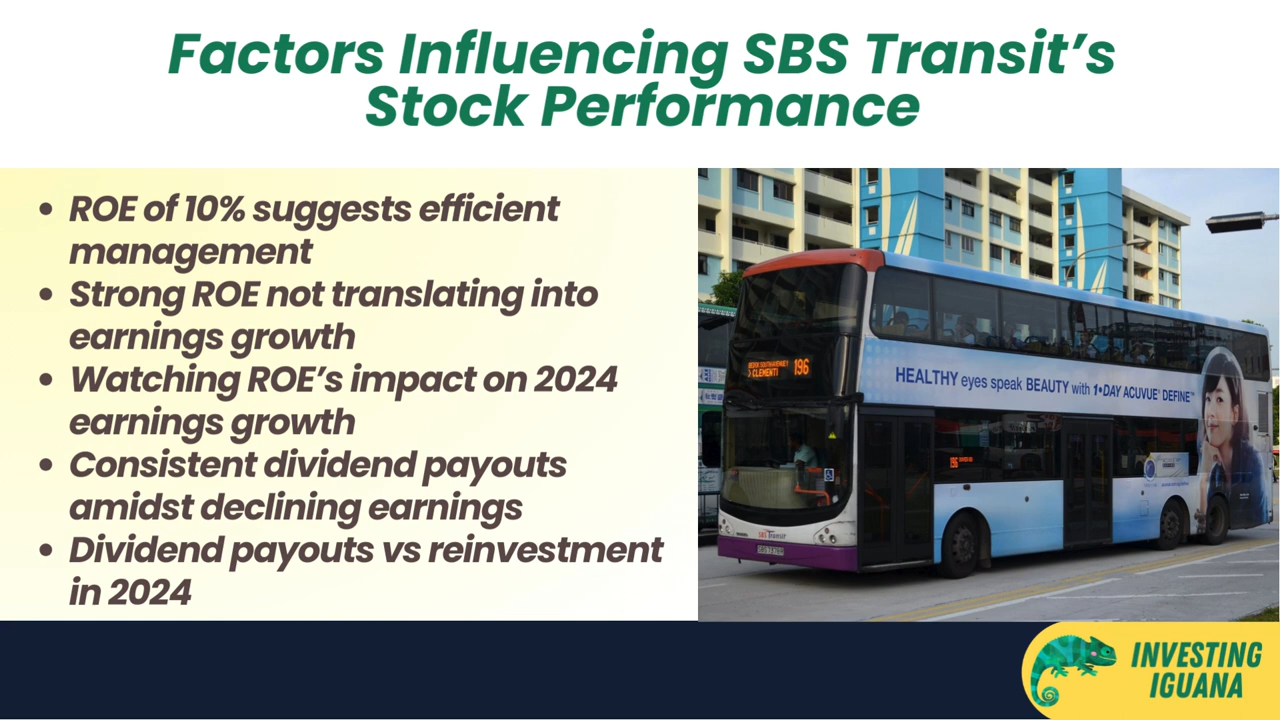 Factors Influencing SBS Transit’s
Stock Performance
• ROE of 10% suggests efficient
management
• Strong ROE not translating into
earnings growth
• Watching ROE’s impact on 2024
earnings growth
• Consistent dividend payouts
amidst declining earnings
• Dividend payouts vs reinvestment
in 2024
CLEMENTI 196
HEALTHY eyes speak BEAUTY with 1•DAY ACUVUE® DEFINE™
196
SBS Transit
INVESTING
IGUANA